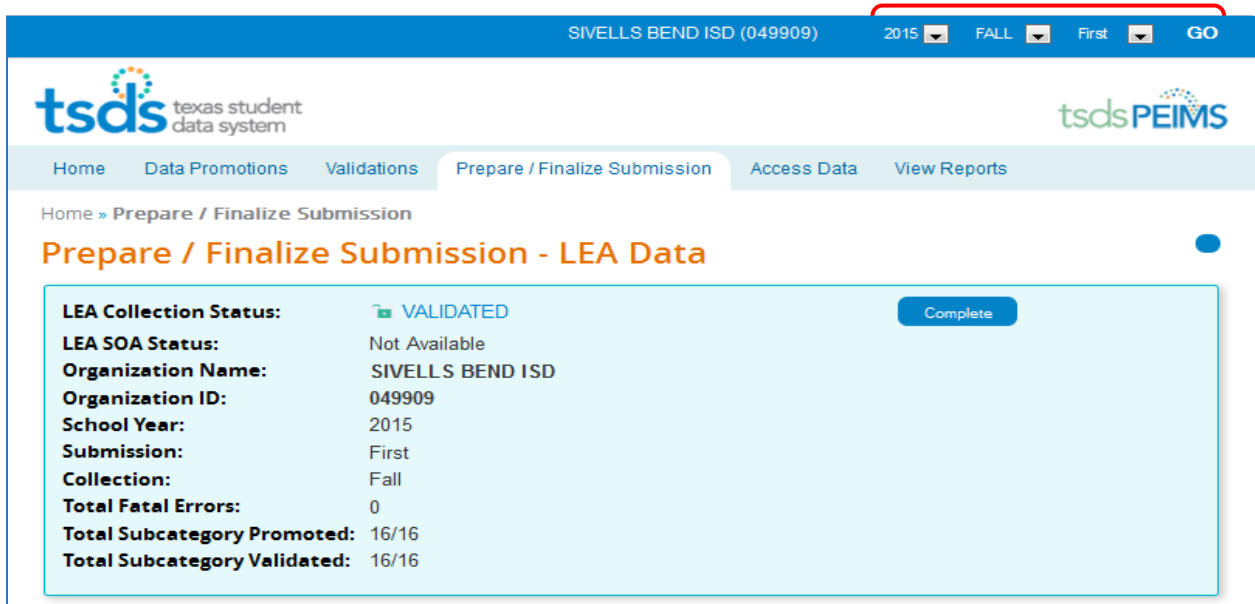 SIVELLS BEND ISD (049909) 2015 FALL First GO
tsds texas student
data system
tsds PEIMS
Home Data Promotions Validations Prepare / Finalize Submission Access Data View Reports
Home » Prepare / Finalize Submission
Prepare / Finalize Submission - LEA Data
LEA Collection Status: VALIDATED Complete
LEA SOA Status: Not Available
Organization Name: SIVELLS BEND ISD
Organization ID: 049909
School Year: 2015
Submission: First
Collection: Fall
Total Fatal Errors: 0
Total Subcategory Promoted: 16/16
Total Subcategory Validated: 16/16